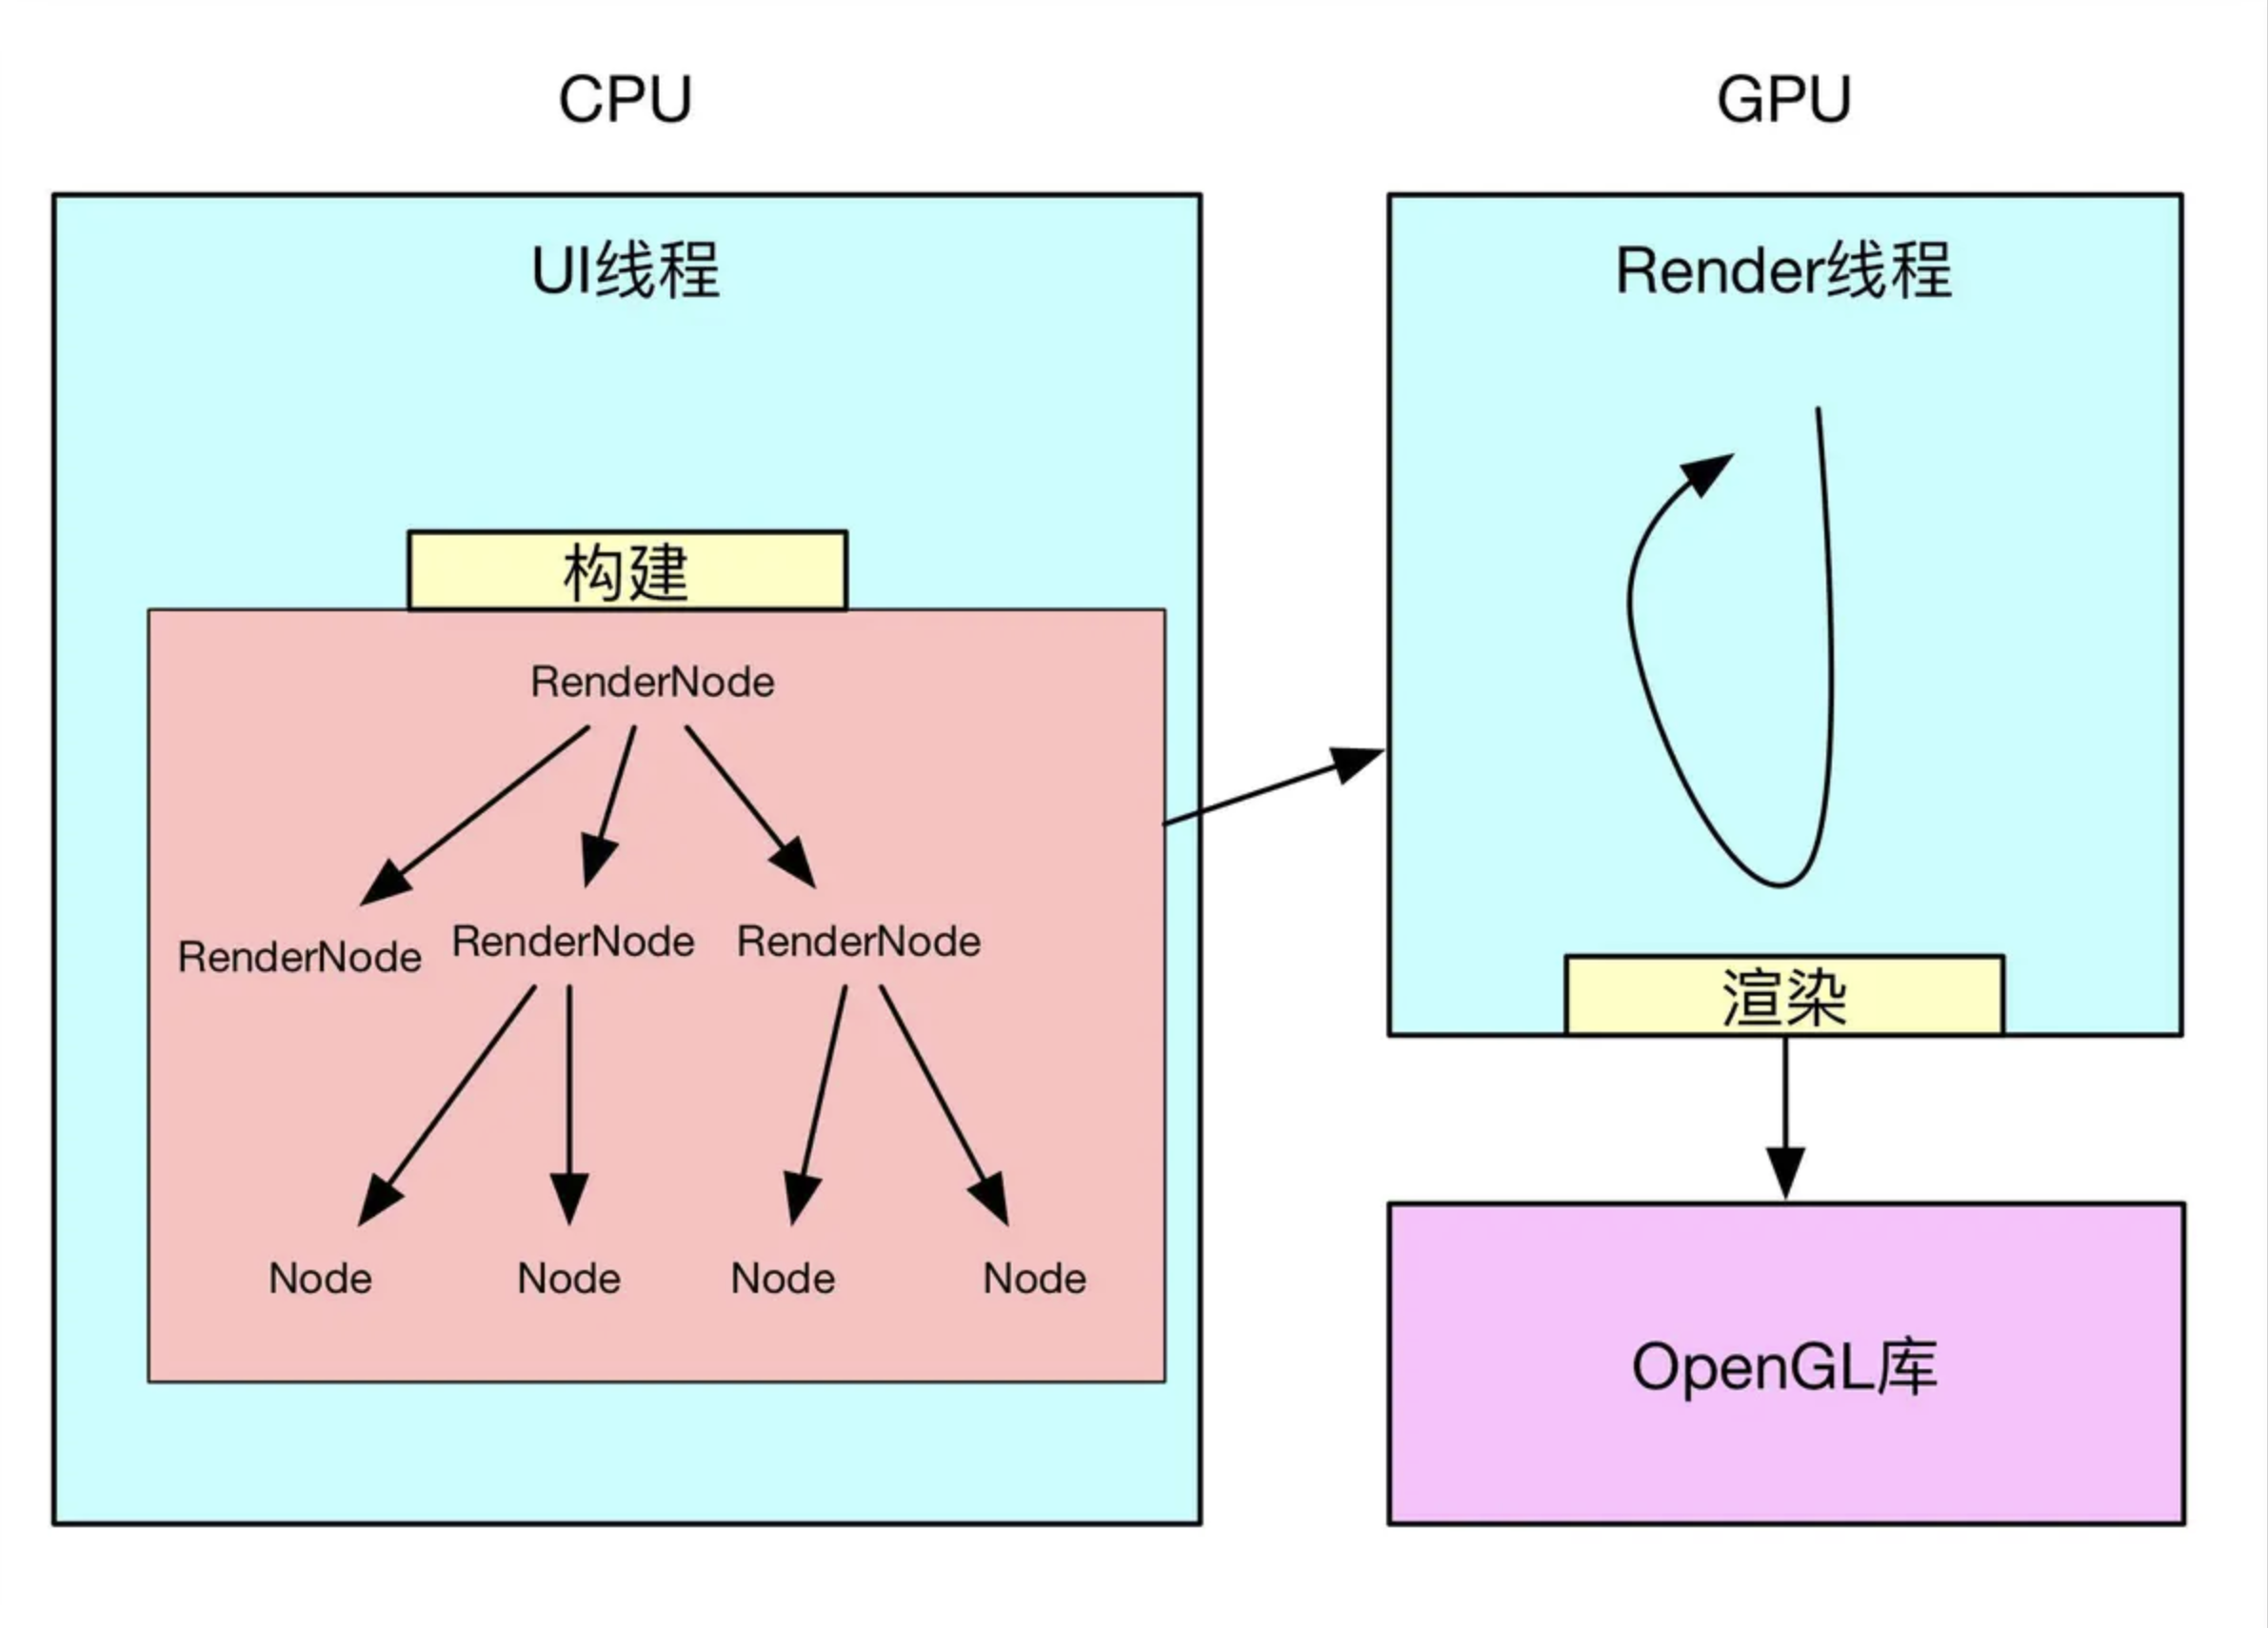 CPU
GPU
UI线程
Render线程
构建
RenderNode
RenderNode
RenderNode
RenderNode
渲染
Node
Node
Node
Node
OpenGL库